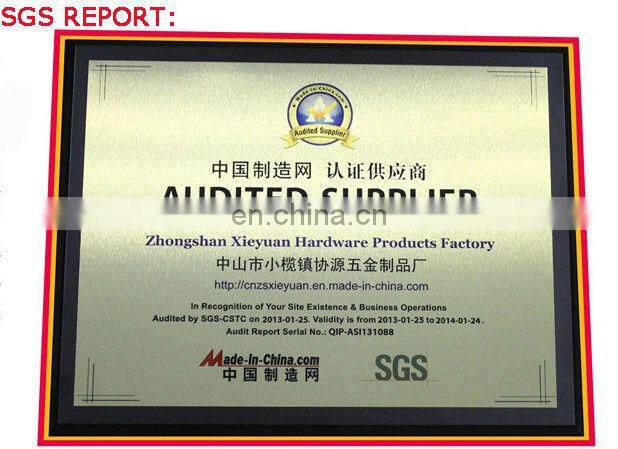 SGS REPORT:
Made-in-China.com
Audited Supplier
中国制造网 认证供应商
AUDITED SUPPLIER
en.china.cn
Zhongshan Xieyuan Hardware Products Factory
中山市小榄镇协源五金制品厂
http://cnzsxieyuan.en.made-in-china.com
In Recognition of Your Site Existence & Business Operations
Audited by SGS-CSTC on 2013-01-25. Validity is from 2013-01-25 to 2014-01-24.
Audit Report Serial No.: QIP-ASI131088
Made-in-China.com
中国制造网
SGS